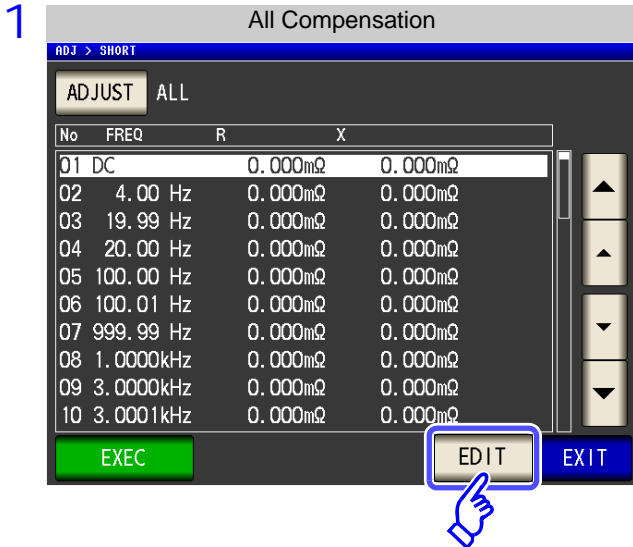 1
All Compensation
ADJ > SHORT
ADJUST ALL
No FREQ R X
01 DC 0.000mΩ 0.000mΩ
02 4.00 Hz 0.000mΩ 0.000mΩ
03 19.99 Hz 0.000mΩ 0.000mΩ
04 20.00 Hz 0.000mΩ 0.000mΩ
05 100.00 Hz 0.000mΩ 0.000mΩ
06 100.01 Hz 0.000mΩ 0.000mΩ
07 999.99 Hz 0.000mΩ 0.000mΩ
08 1.0000kHz 0.000mΩ 0.000mΩ
09 3.0000kHz 0.000mΩ 0.000mΩ
10 3.0001kHz 0.000mΩ 0.000mΩ
EXEC EDIT EXIT